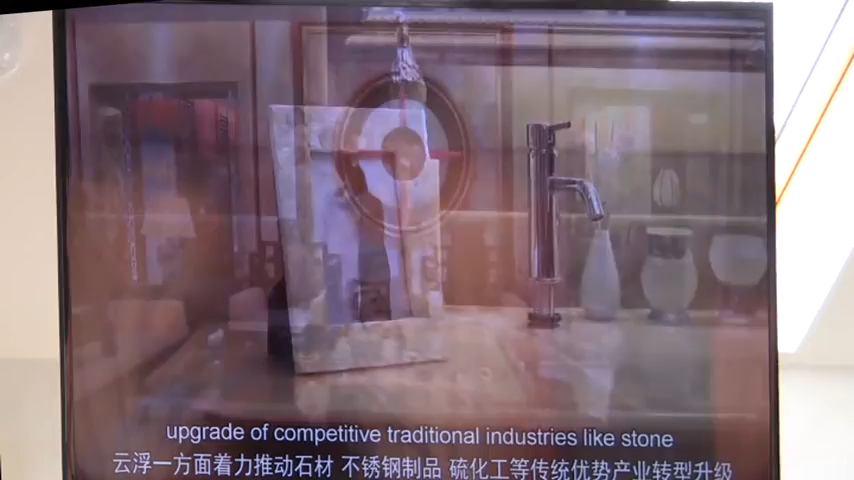 upgrade of competitive traditional industries like stone
云浮一方面着力推动石材 不锈钢制品 硫化工等传统优势产业转型升级